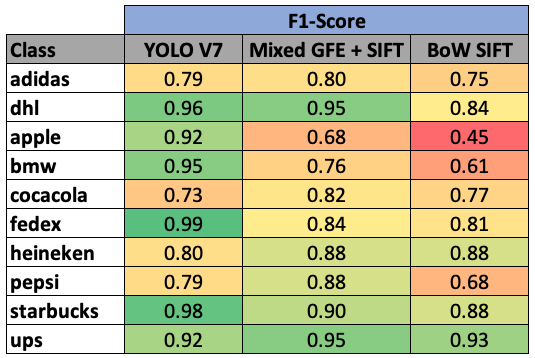 F1-Score
Class YOLO V7 Mixed GFE + SIFT BoW SIFT
adidas 0.79 0.80 0.75
dhl 0.96 0.95 0.84
apple 0.92 0.68 0.45
bmw 0.95 0.76 0.61
cocacola 0.73 0.82 0.77
fedex 0.99 0.84 0.81
heineken 0.80 0.88 0.88
pepsi 0.79 0.88 0.68
starbucks 0.98 0.90 0.88
ups 0.92 0.95 0.93